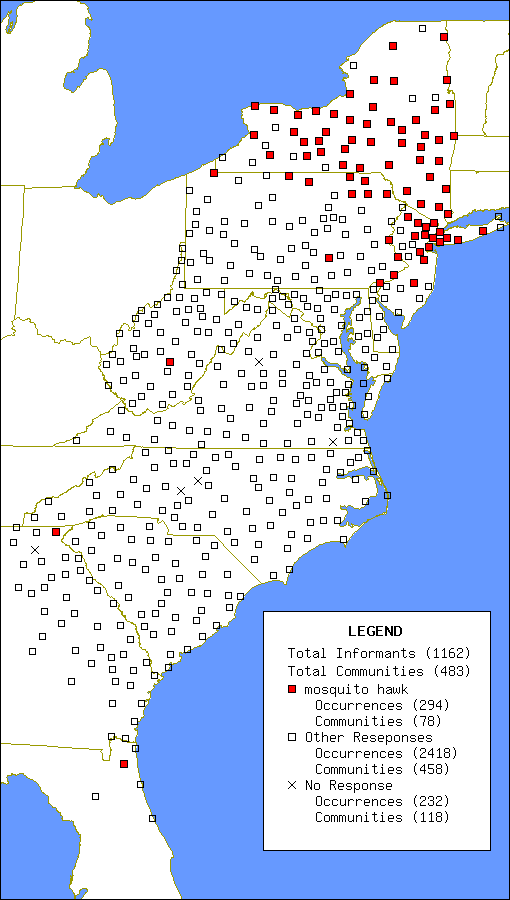 LEGEND
Total Informants (1162)
Total Communities (483)
mosquito hawk
Occurrences (294)
Communities (78)
Other Reseponses
Occurrences (2418)
Communities (458)
No Response
Occurrences (232)
Communities (118)